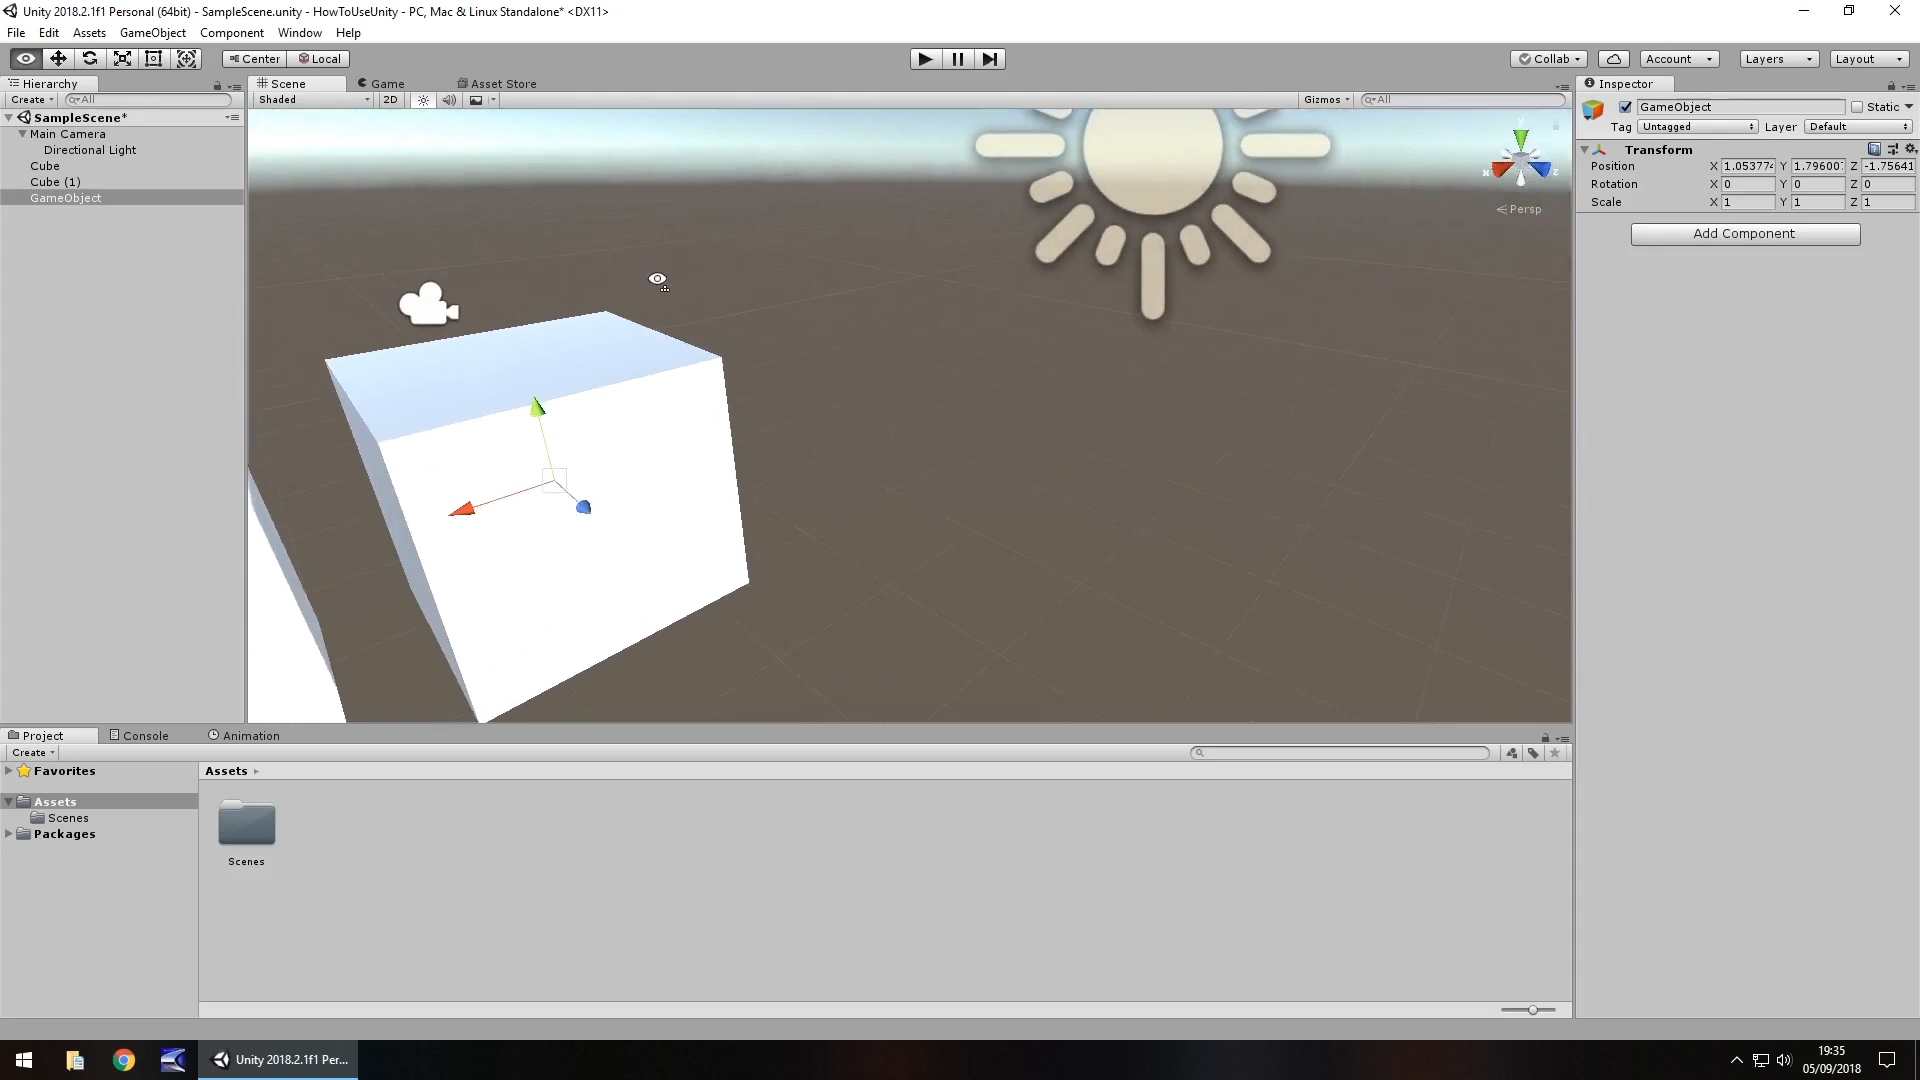 Unity 2018.2.1f1 Personal (64bit) - SampleScene.unity - HowToUseUnity - PC, Mac & Linux Standalone* <DX11>
File Edit Assets GameObject Component Window Help
Center Local Collab Account Layers Layout
Hierarchy Scene Game Asset Store Inspector
Create All Shaded 2D Gizmos All
GameObject Static
SampleScene*
Tag Untagged Layer Default
Main Camera
Directional Light
Transform
Cube
Position X 1.053774 Y 1.796007 Z -1.75641
Cube (1)
Rotation X 0 Y 0 Z 0
GameObject
Scale X 1 Y 1 Z 1
y
x z
Persp
Add Component
Project Console Animation
Create
Favorites
Assets
Assets
Scenes
Packages
Scenes
Unity 2018.2.1f1 Per...
19:35
05/09/2018